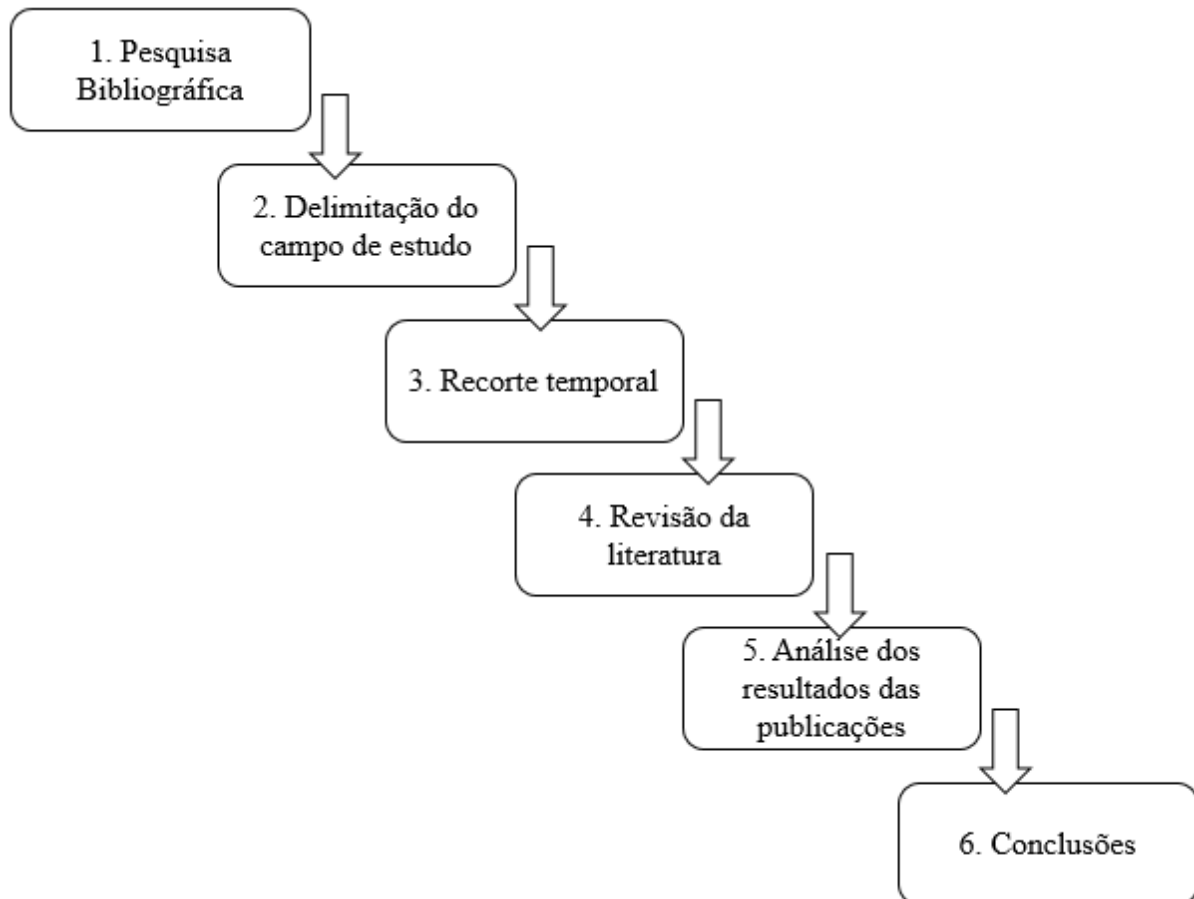 1. Pesquisa
Bibliográfica
2. Delimitação do
campo de estudo
3. Recorte temporal
4. Revisão da
literatura
5. Análise dos
resultados das
publicações
6. Conclusões